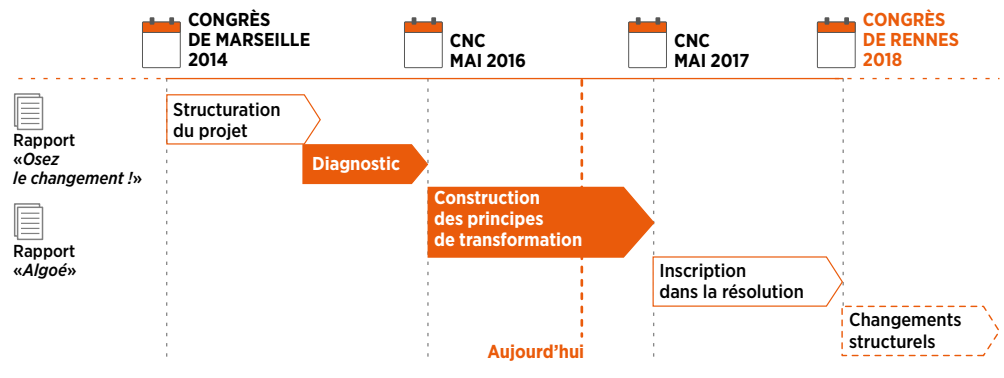 CONGRÈS
DE MARSEILLE
2014
CNC
MAI 2016
CNC
MAI 2017
CONGRÈS
DE RENNES
2018
Rapport
«Osez
le changement !»
Structuration
du projet
Diagnostic
Construction
des principes
de transformation
Rapport
«Algoé»
Inscription
dans la résolution
Changements
structurels
Aujourd’hui